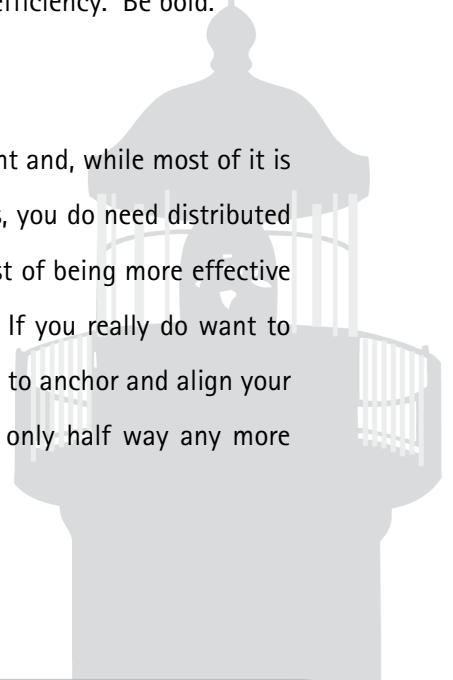 efficiency. Be bold.
nt and, while most of it is
s, you do need distributed
st of being more effective
If you really do want to
to anchor and align your
only half way any more